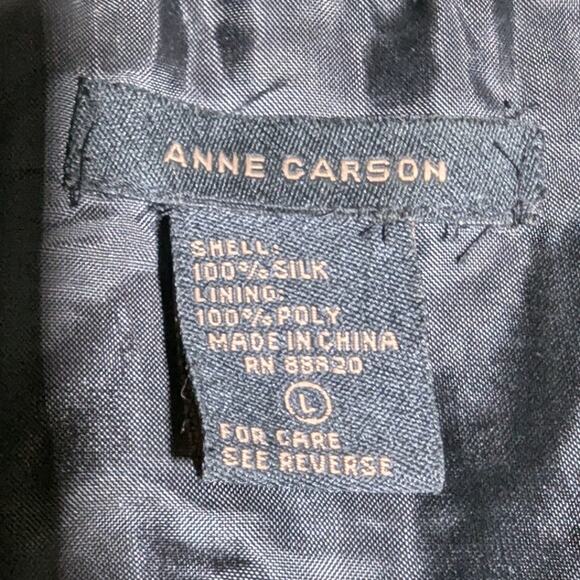 ANNE CARSON
SHELL:
100% SILK
LINING:
100% POLY
MADE IN CHINA
RN 88820
L
FOR CARE
SEE REVERSE